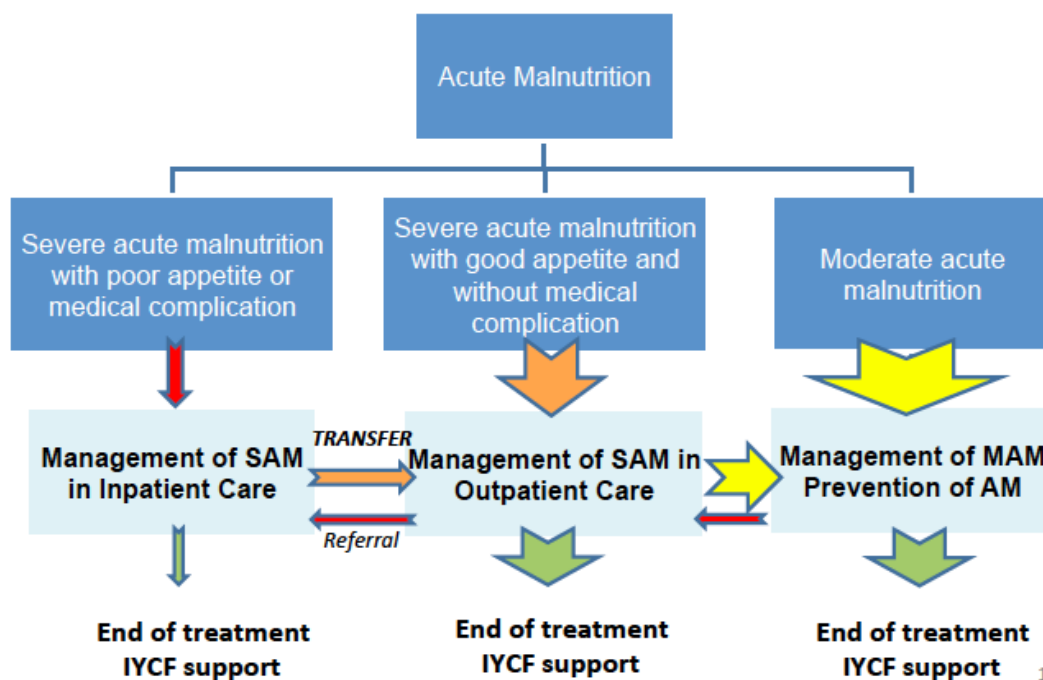 Acute Malnutrition
Severe acute malnutrition
with poor appetite or
medical complication
Severe acute malnutrition
with good appetite and
without medical
complication
Moderate acute
malnutrition
Management of SAM
in Inpatient Care
TRANSFER
Referral
Management of SAM in
Outpatient Care
Management of MAM
Prevention of AM
End of treatment
IYCF support
End of treatment
IYCF support
End of treatment
IYCF support
1